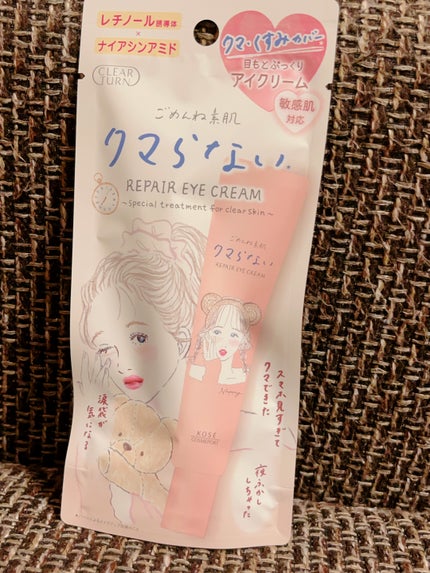 レチノール誘導体
×
ナイアシンアミド
CLEAR
TURN
クマ・くすみカバー
目もとぷっくり
アイクリーム
敏感肌
対応
ごめんね素肌
クマらない。
REPAIR EYE CREAM
~special treatment for clear skin~
ごめんね素肌
クマらない
REPAIR EYE CREAM
KOSÉ
COSMEPORT
スマホ見すぎて
クマできた
涙袋が
気になる
夜ふかし
しちゃった